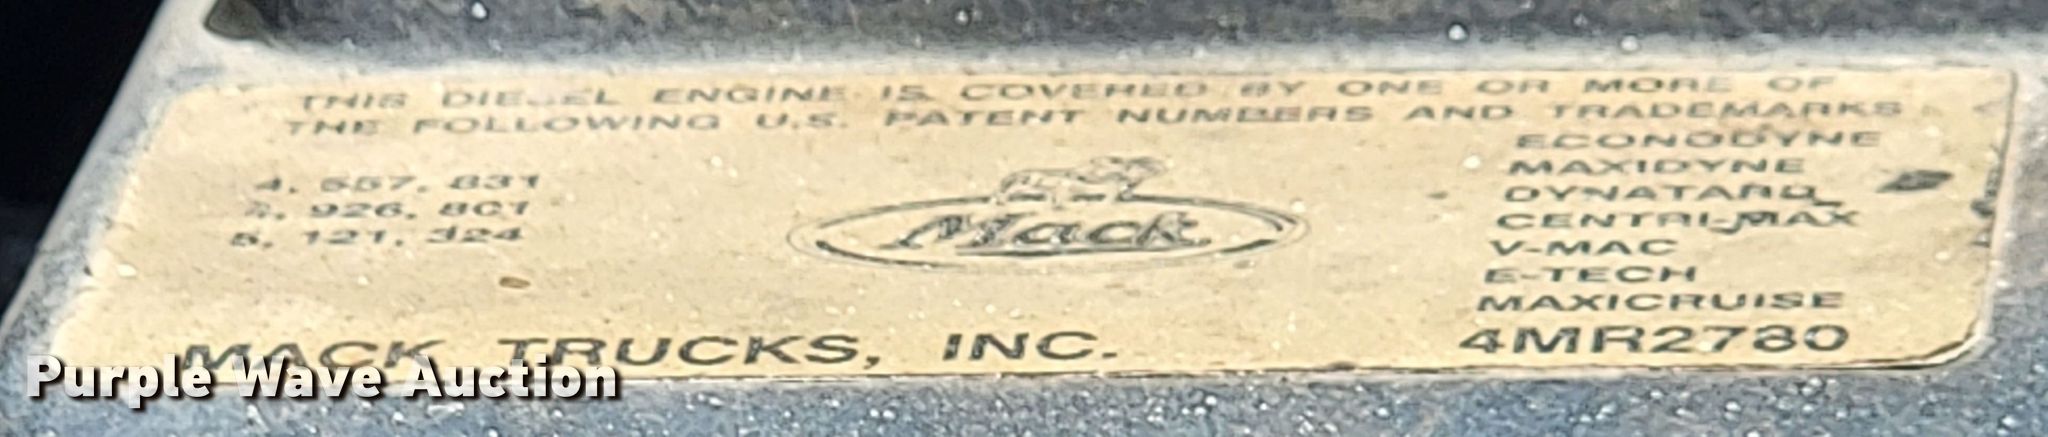 THIS DIESEL ENGINE IS COVERED BY ONE OR MORE OF
THE FOLLOWING U.S. PATENT NUMBERS AND TRADEMARKS
4, 557, 831
4, 926, 801
5, 121, 324
Mack
ECONODYNE
MAXIDYNE
DYNATARD
CENTRI-MAX
V-MAC
E-TECH
MAXICRUISE
MACK TRUCKS, INC.
4MR2780
Purple Wave Auction